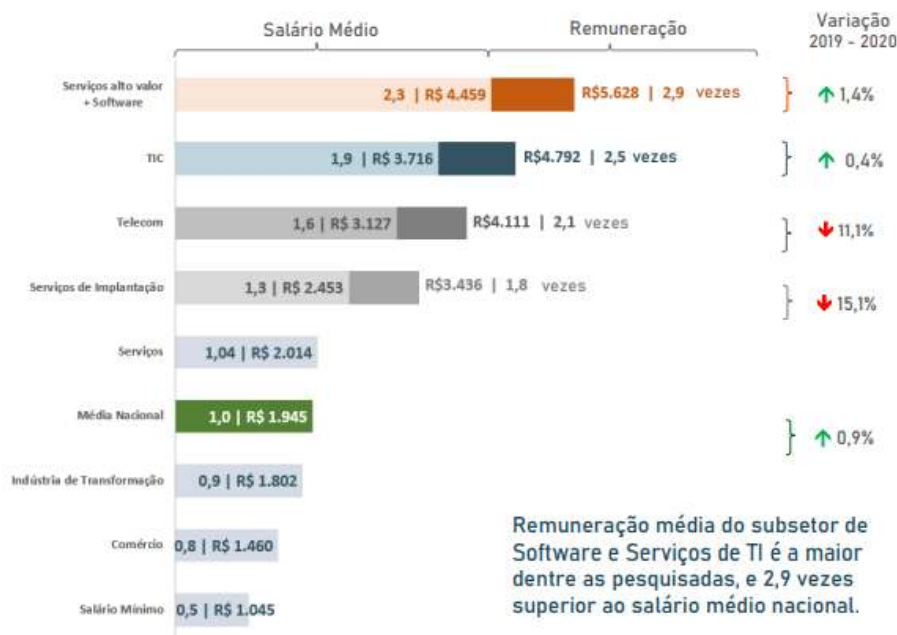 Salário Médio
Remuneração
Variação
2019 - 2020
Serviços alto valor
+ Software
2,3 | R$ 4.459
R$5.628 | 2,9 vezes
1,4%
TIC
1,9 | R$ 3.716
R$4.792 | 2,5 vezes
0,4%
Telecom
1,6 | R$ 3.127
R$4.111 | 2,1 vezes
11,1%
Serviços de Implantação
1,3 | R$ 2.453
R$3.436 | 1,8 vezes
15,1%
Serviços
1,04 | R$ 2.014
Média Nacional
1,0 | R$ 1.945
0,9%
Indústria de Transformação
0,9 | R$ 1.802
Comércio
0,8 | R$ 1.460
Salário Mínimo
0,5 | R$ 1.045
Remuneração média do subsetor de
Software e Serviços de TI é a maior
dentre as pesquisadas, e 2,9 vezes
superior ao salário médio nacional.